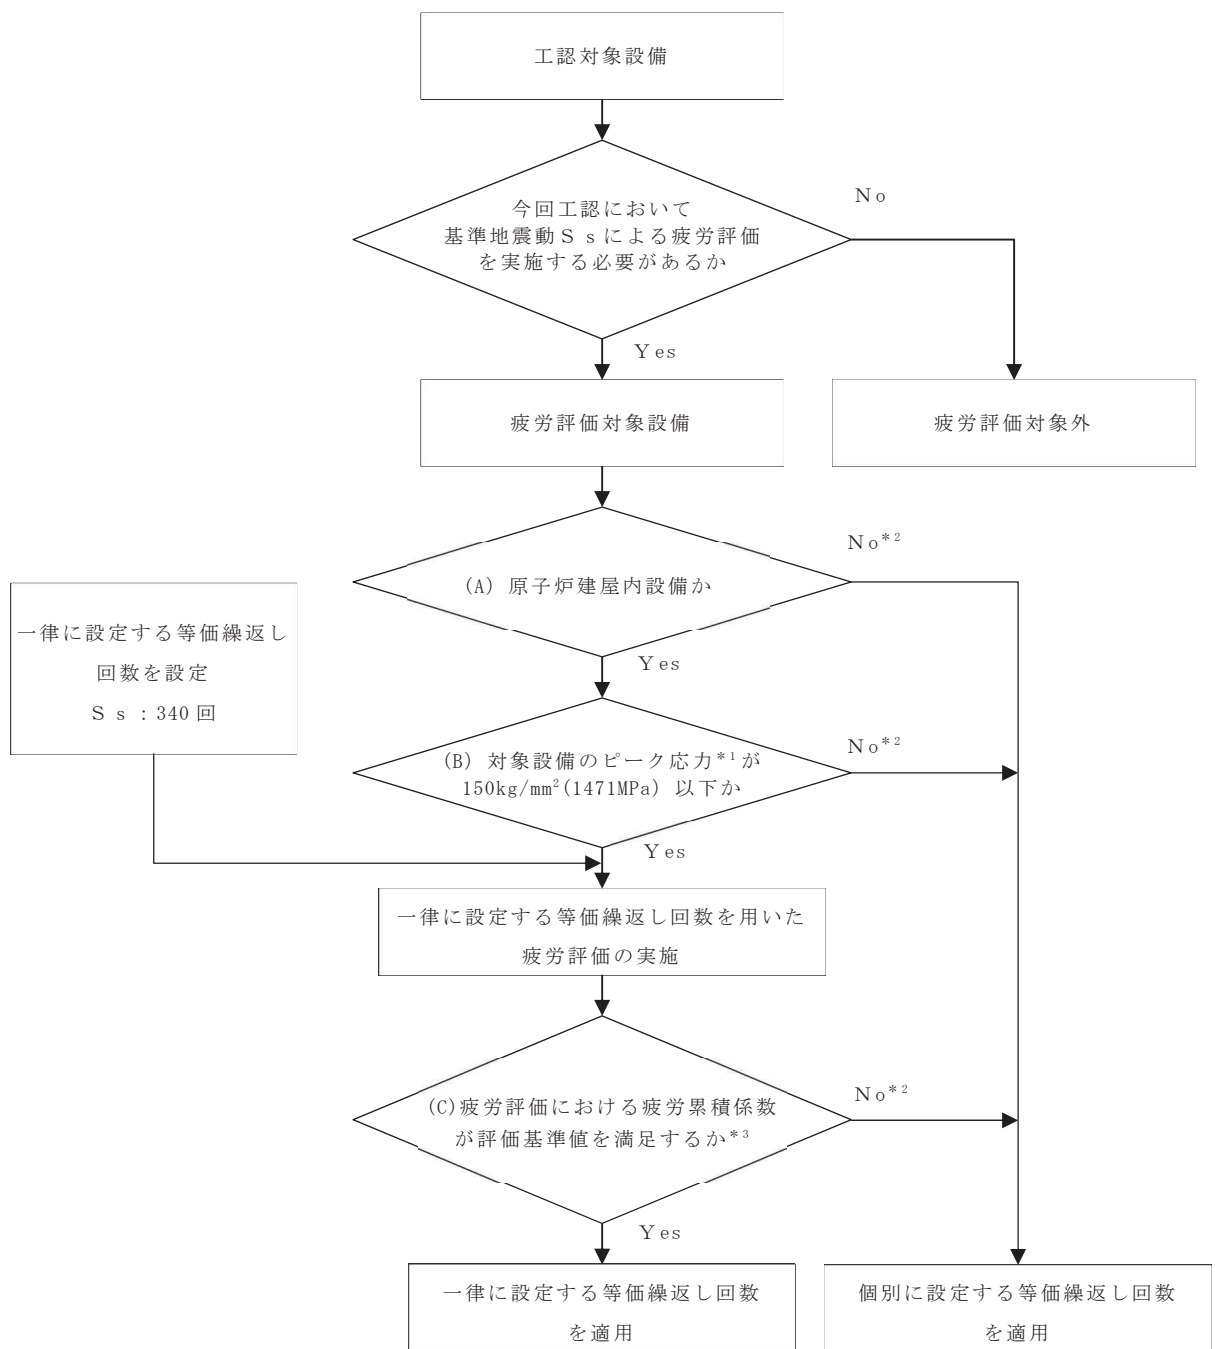 工認対象設備
今回工認において
基準地震動Ｓｓによる疲労評価
を実施する必要があるか
No
Yes
疲労評価対象設備
疲労評価対象外
(A) 原子炉建屋内設備か
No*2
Yes
一律に設定する等価繰返し
回数を設定
Ｓｓ：340回
(B) 対象設備のピーク応力*1が
150kg/mm²(1471MPa) 以下か
No*2
Yes
一律に設定する等価繰返し回数を用いた
疲労評価の実施
(C)疲労評価における疲労累積係数
が評価基準値を満足するか*3
No*2
Yes
一律に設定する等価繰返し回数
を適用
個別に設定する等価繰返し回数
を適用